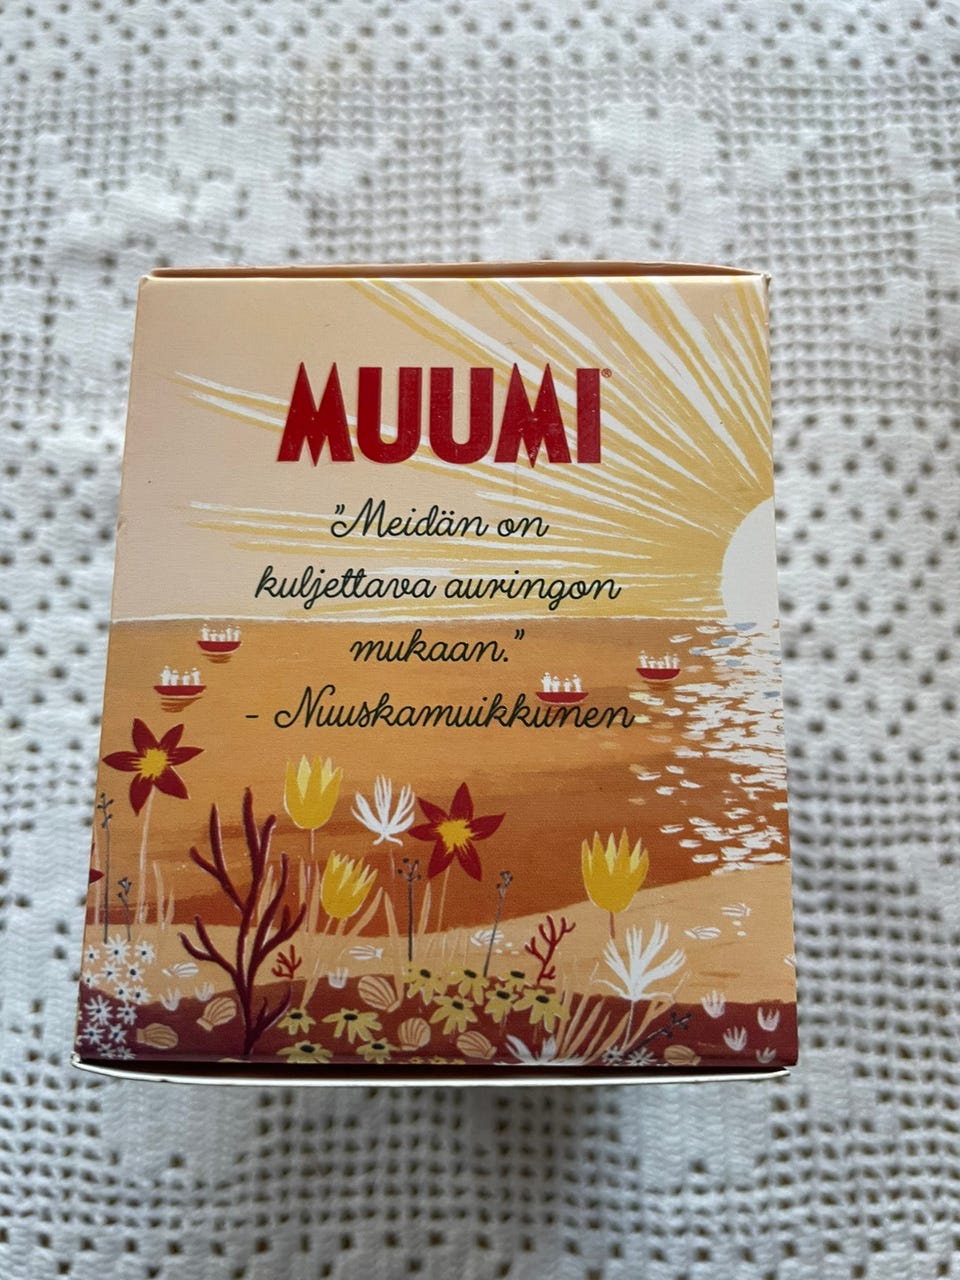 MUUMI®
"Meidän on
kuljettava auringon
mukaan."
- Nuuskamuikkunen